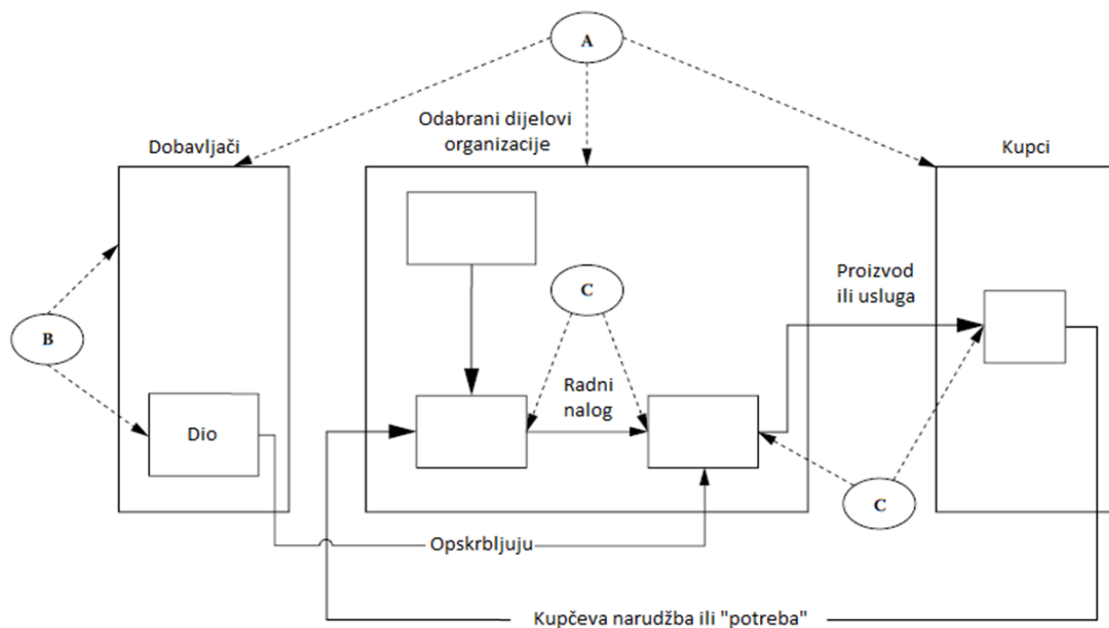 A
Odabrani dijelovi
organizacije
Dobavljači
Kupci
Proizvod
ili usluga
C
B
Radni
nalog
Dio
C
Opskrbljuju
Kupčeva narudžba ili "potreba"